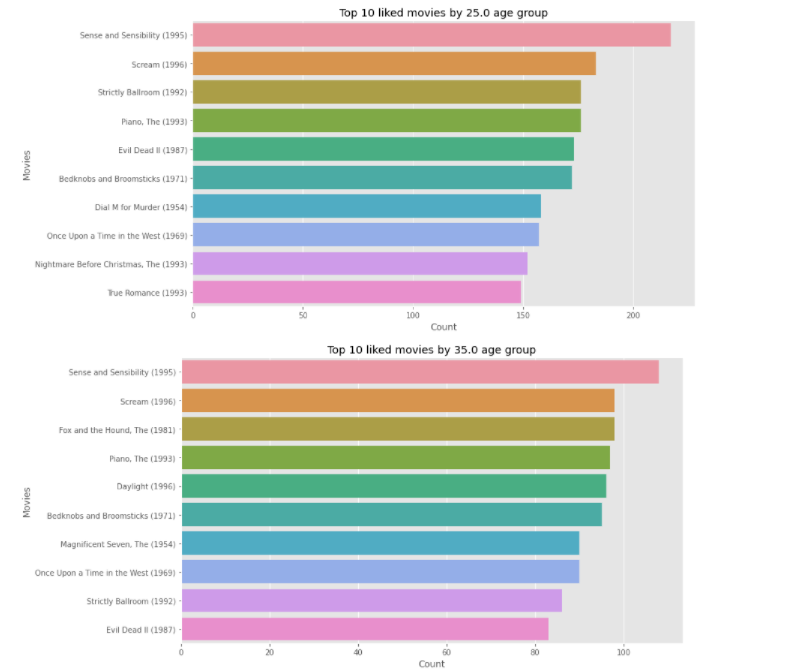 Top 10 liked movies by 25.0 age group
Sense and Sensibility (1995)
Scream (1996)
Strictly Ballroom (1992)
Piano, The (1993)
Evil Dead II (1987)
Bedknobs and Broomsticks (1971)
Dial M for Murder (1954)
Once Upon a Time in the West (1969)
Nightmare Before Christmas, The (1993)
True Romance (1993)
Movies
0 50 100 150 200
Count
Top 10 liked movies by 35.0 age group
Sense and Sensibility (1995)
Scream (1996)
Fox and the Hound, The (1981)
Piano, The (1993)
Daylight (1996)
Bedknobs and Broomsticks (1971)
Magnificent Seven, The (1954)
Once Upon a Time in the West (1969)
Strictly Ballroom (1992)
Evil Dead II (1987)
Movies
0 20 40 60 80 100
Count